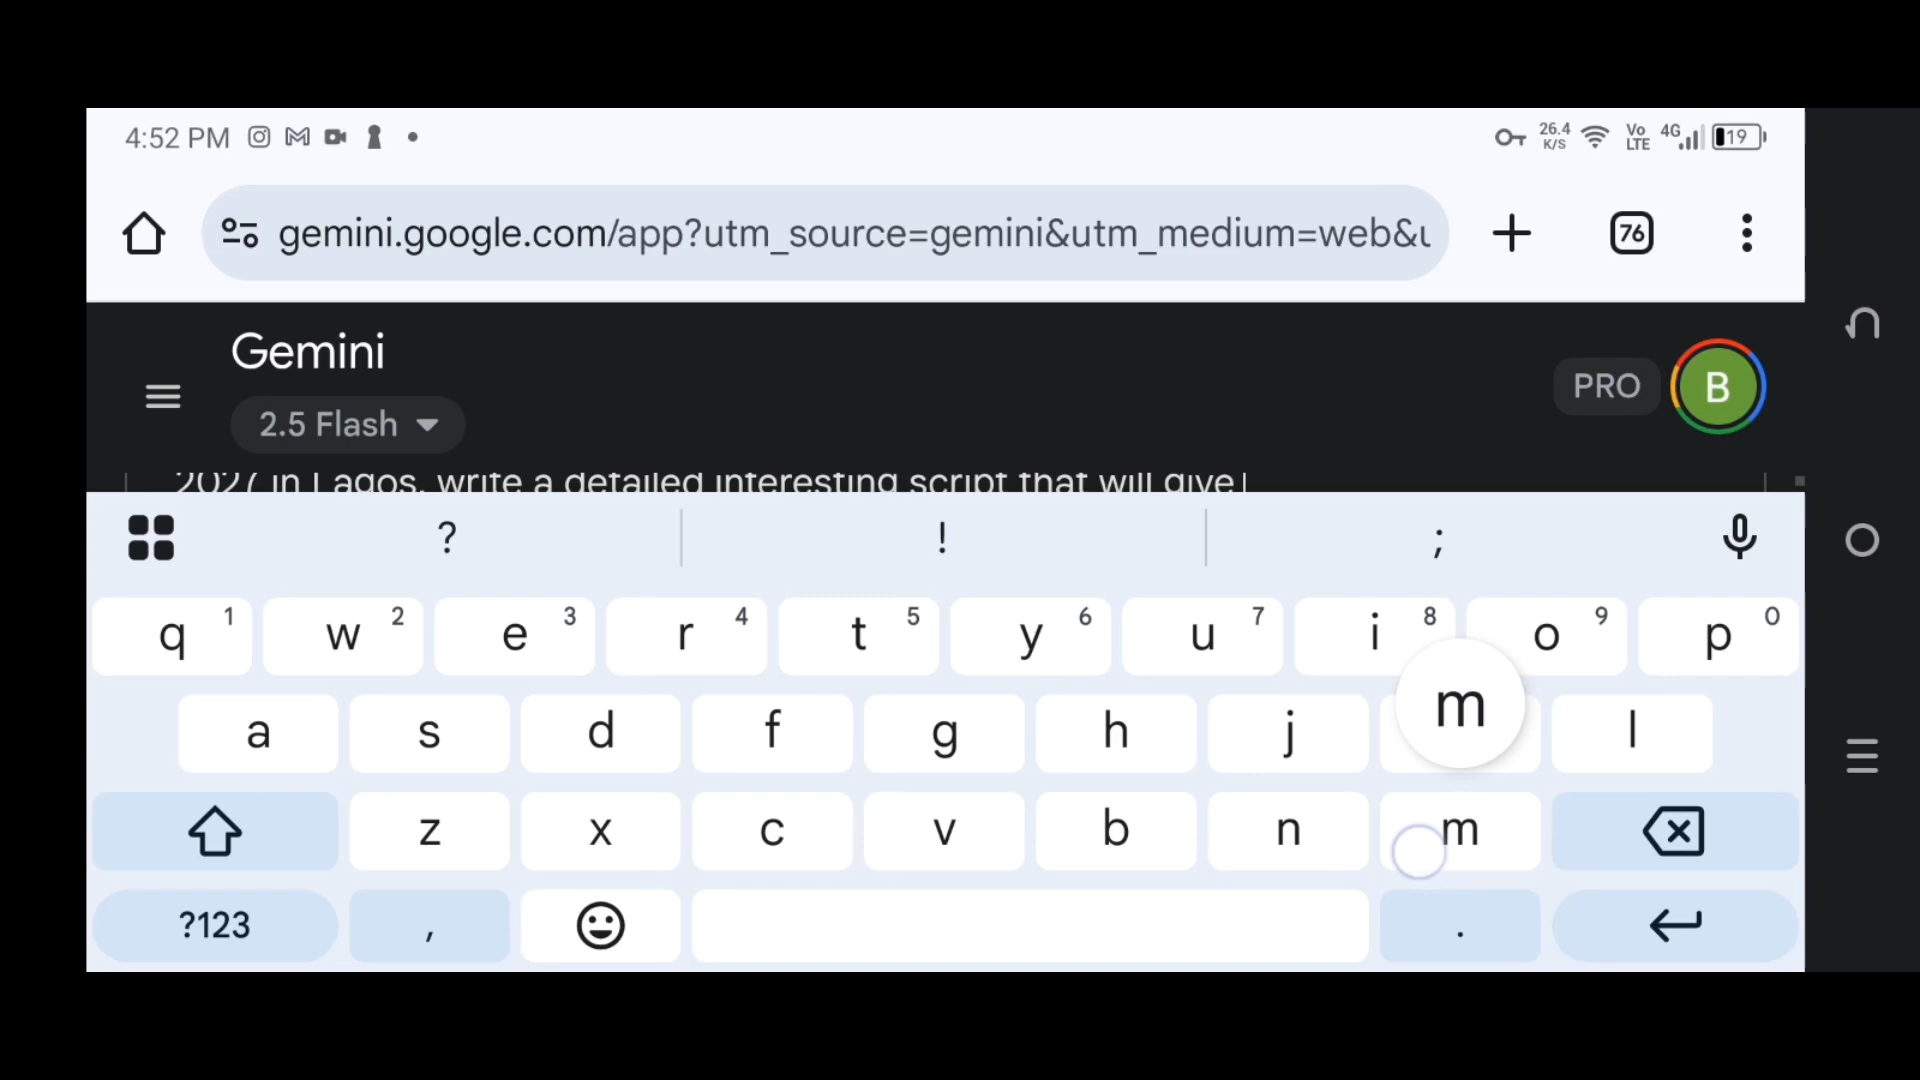 4:52 PM
26.4 K/S Vo LTE 4G 19
gemini.google.com/app?utm_source=gemini&utm_medium=web&u
76
Gemini
PRO B
2.5 Flash
2027 in Lagos, write a detailed interesting script that will give
? ! ;
q 1 w 2 e 3 r 4 t 5 y 6 u 7 i 8 o 9 p 0
a s d f g h j m l
z x c v b n m
?123 , .